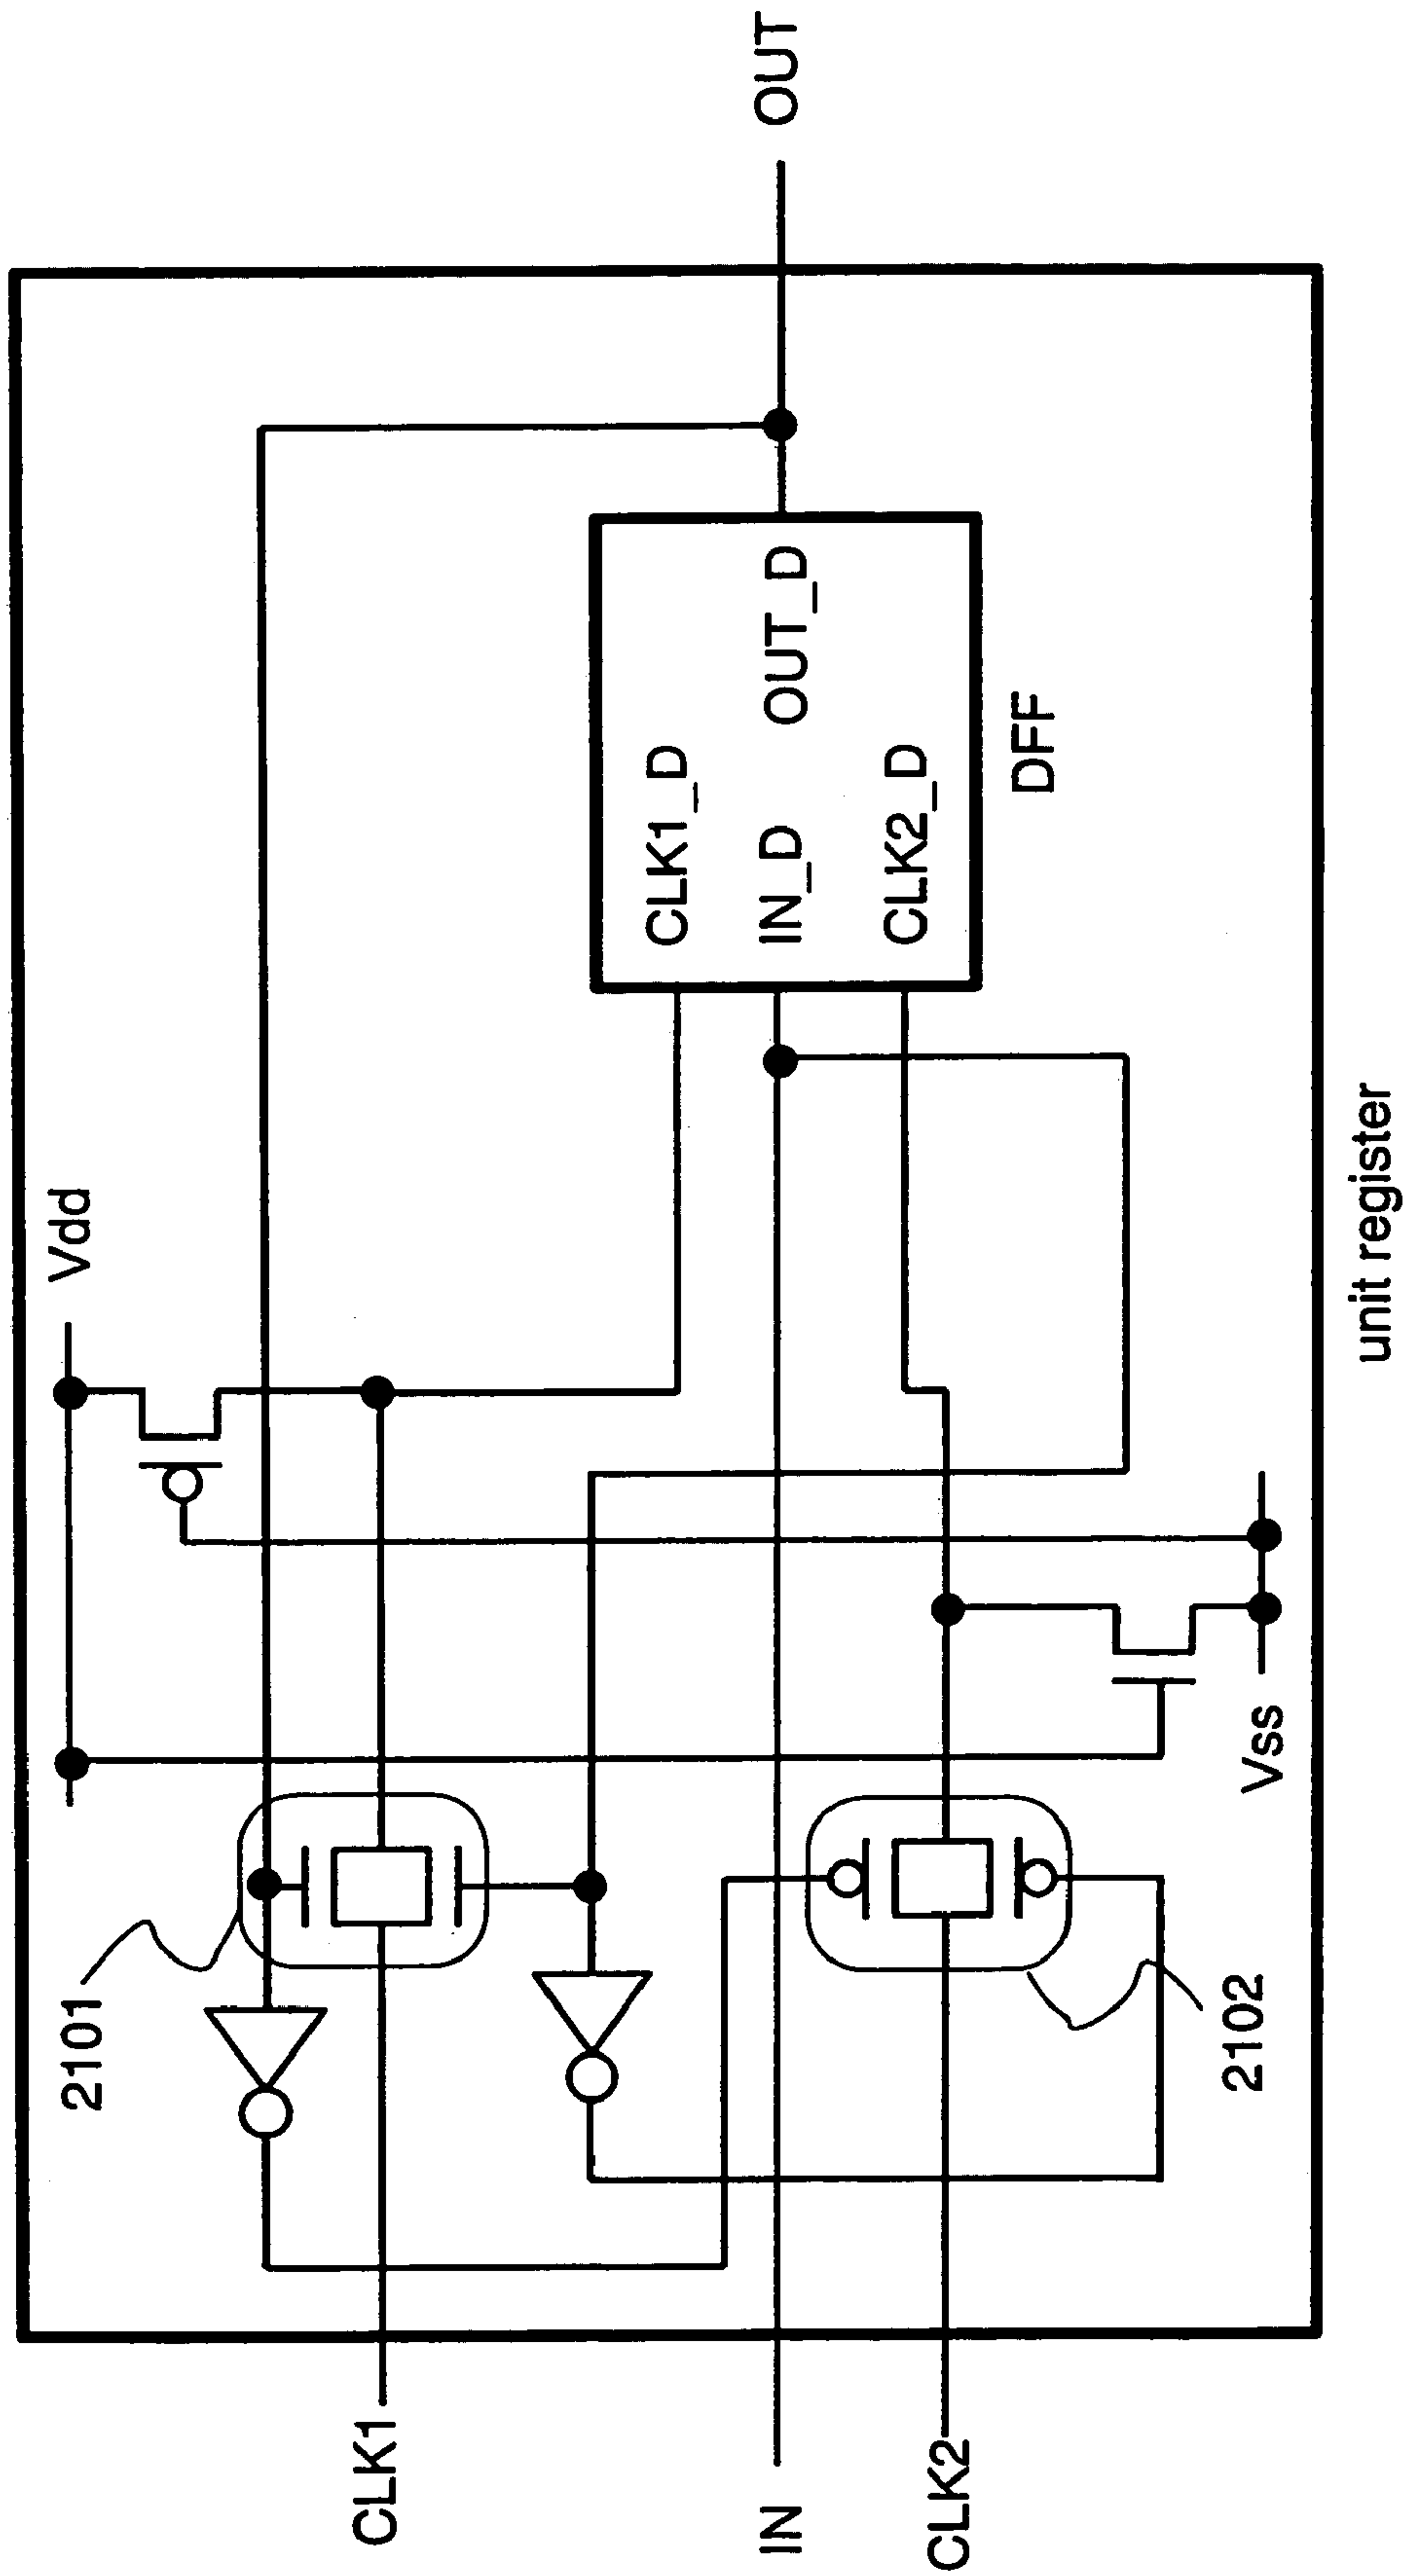 Vdd
2101
CLK1
CLK1_D
IN
IN_D
OUT_D
OUT
CLK2
CLK2_D
DFF
2102
Vss
unit register